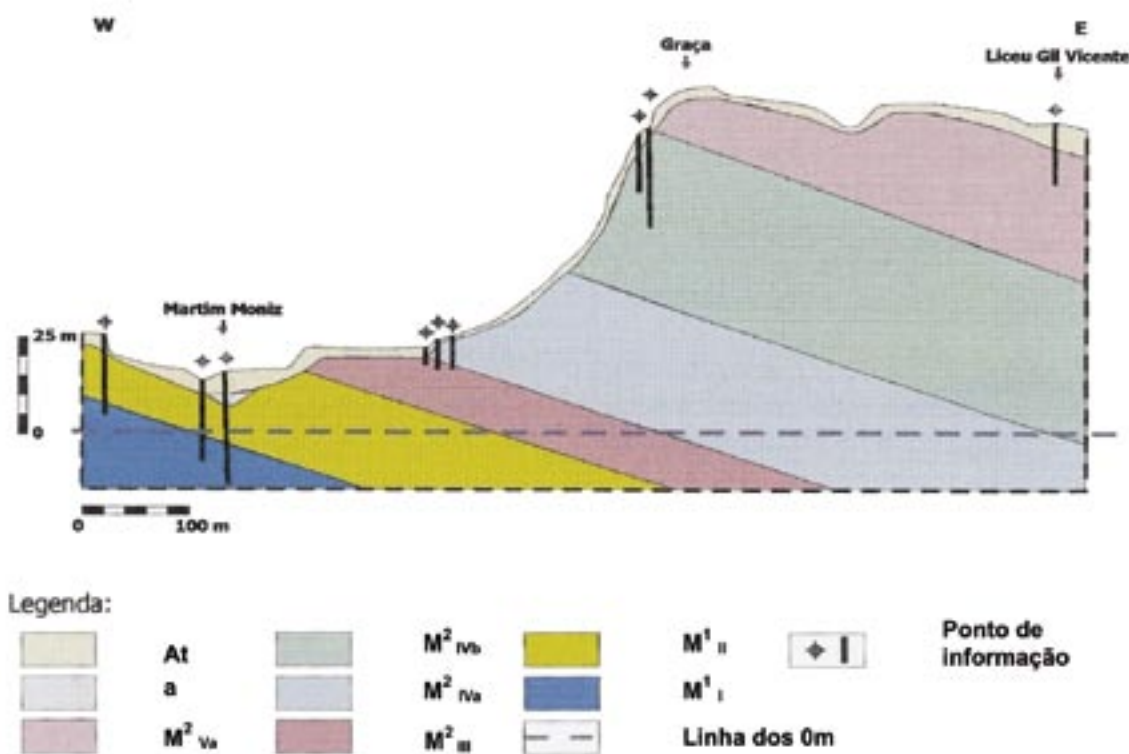 W
E
Graça
Liceu Gil Vicente
Martim Moniz
25 m
0
0 100 m
Legenda:
At
a
M² Va
M² IVb
M² IVa
M² III
M¹ II
M¹ I
Linha dos 0m
Ponto de
informação